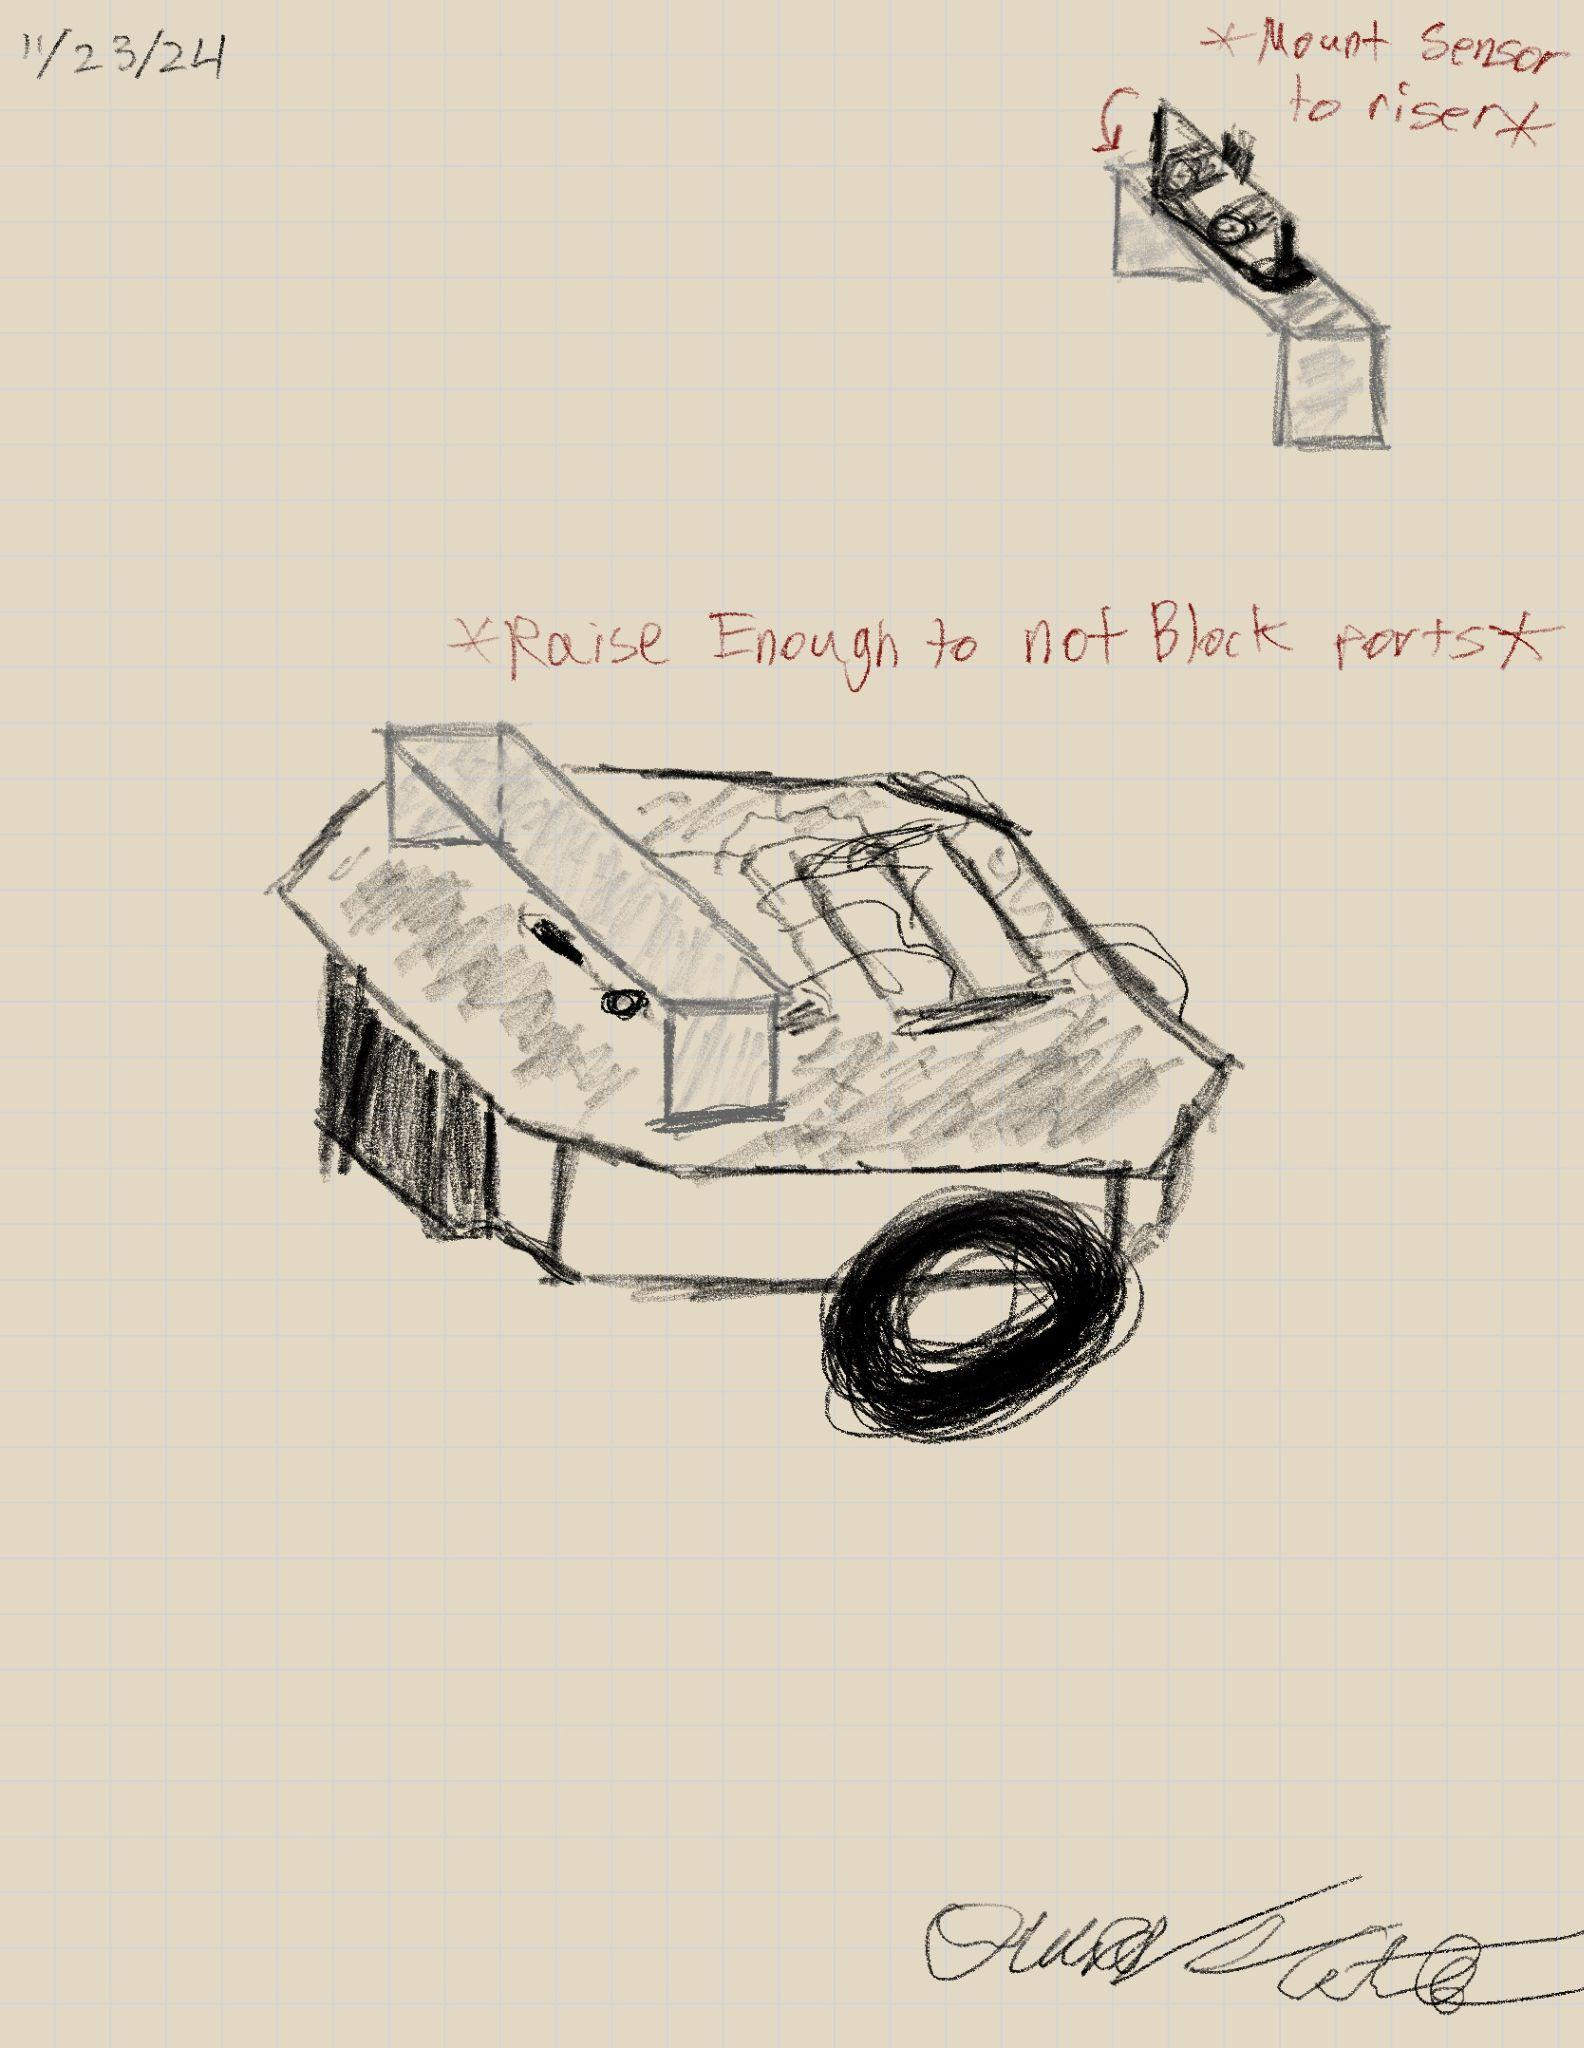 11/23/24
*Mount Sensor
to riser*
*Raise Enough to not Block ports*